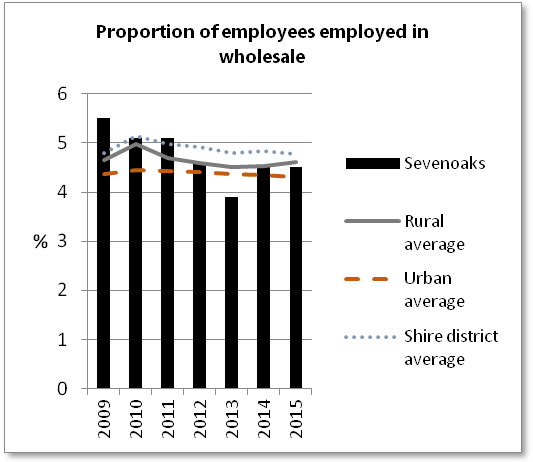 Proportion of employees employed in
wholesale
6
5
4
3
2
1
0
%
2009
2010
2011
2012
2013
2014
2015
Sevenoaks
Rural
average
Urban
average
Shire district
average